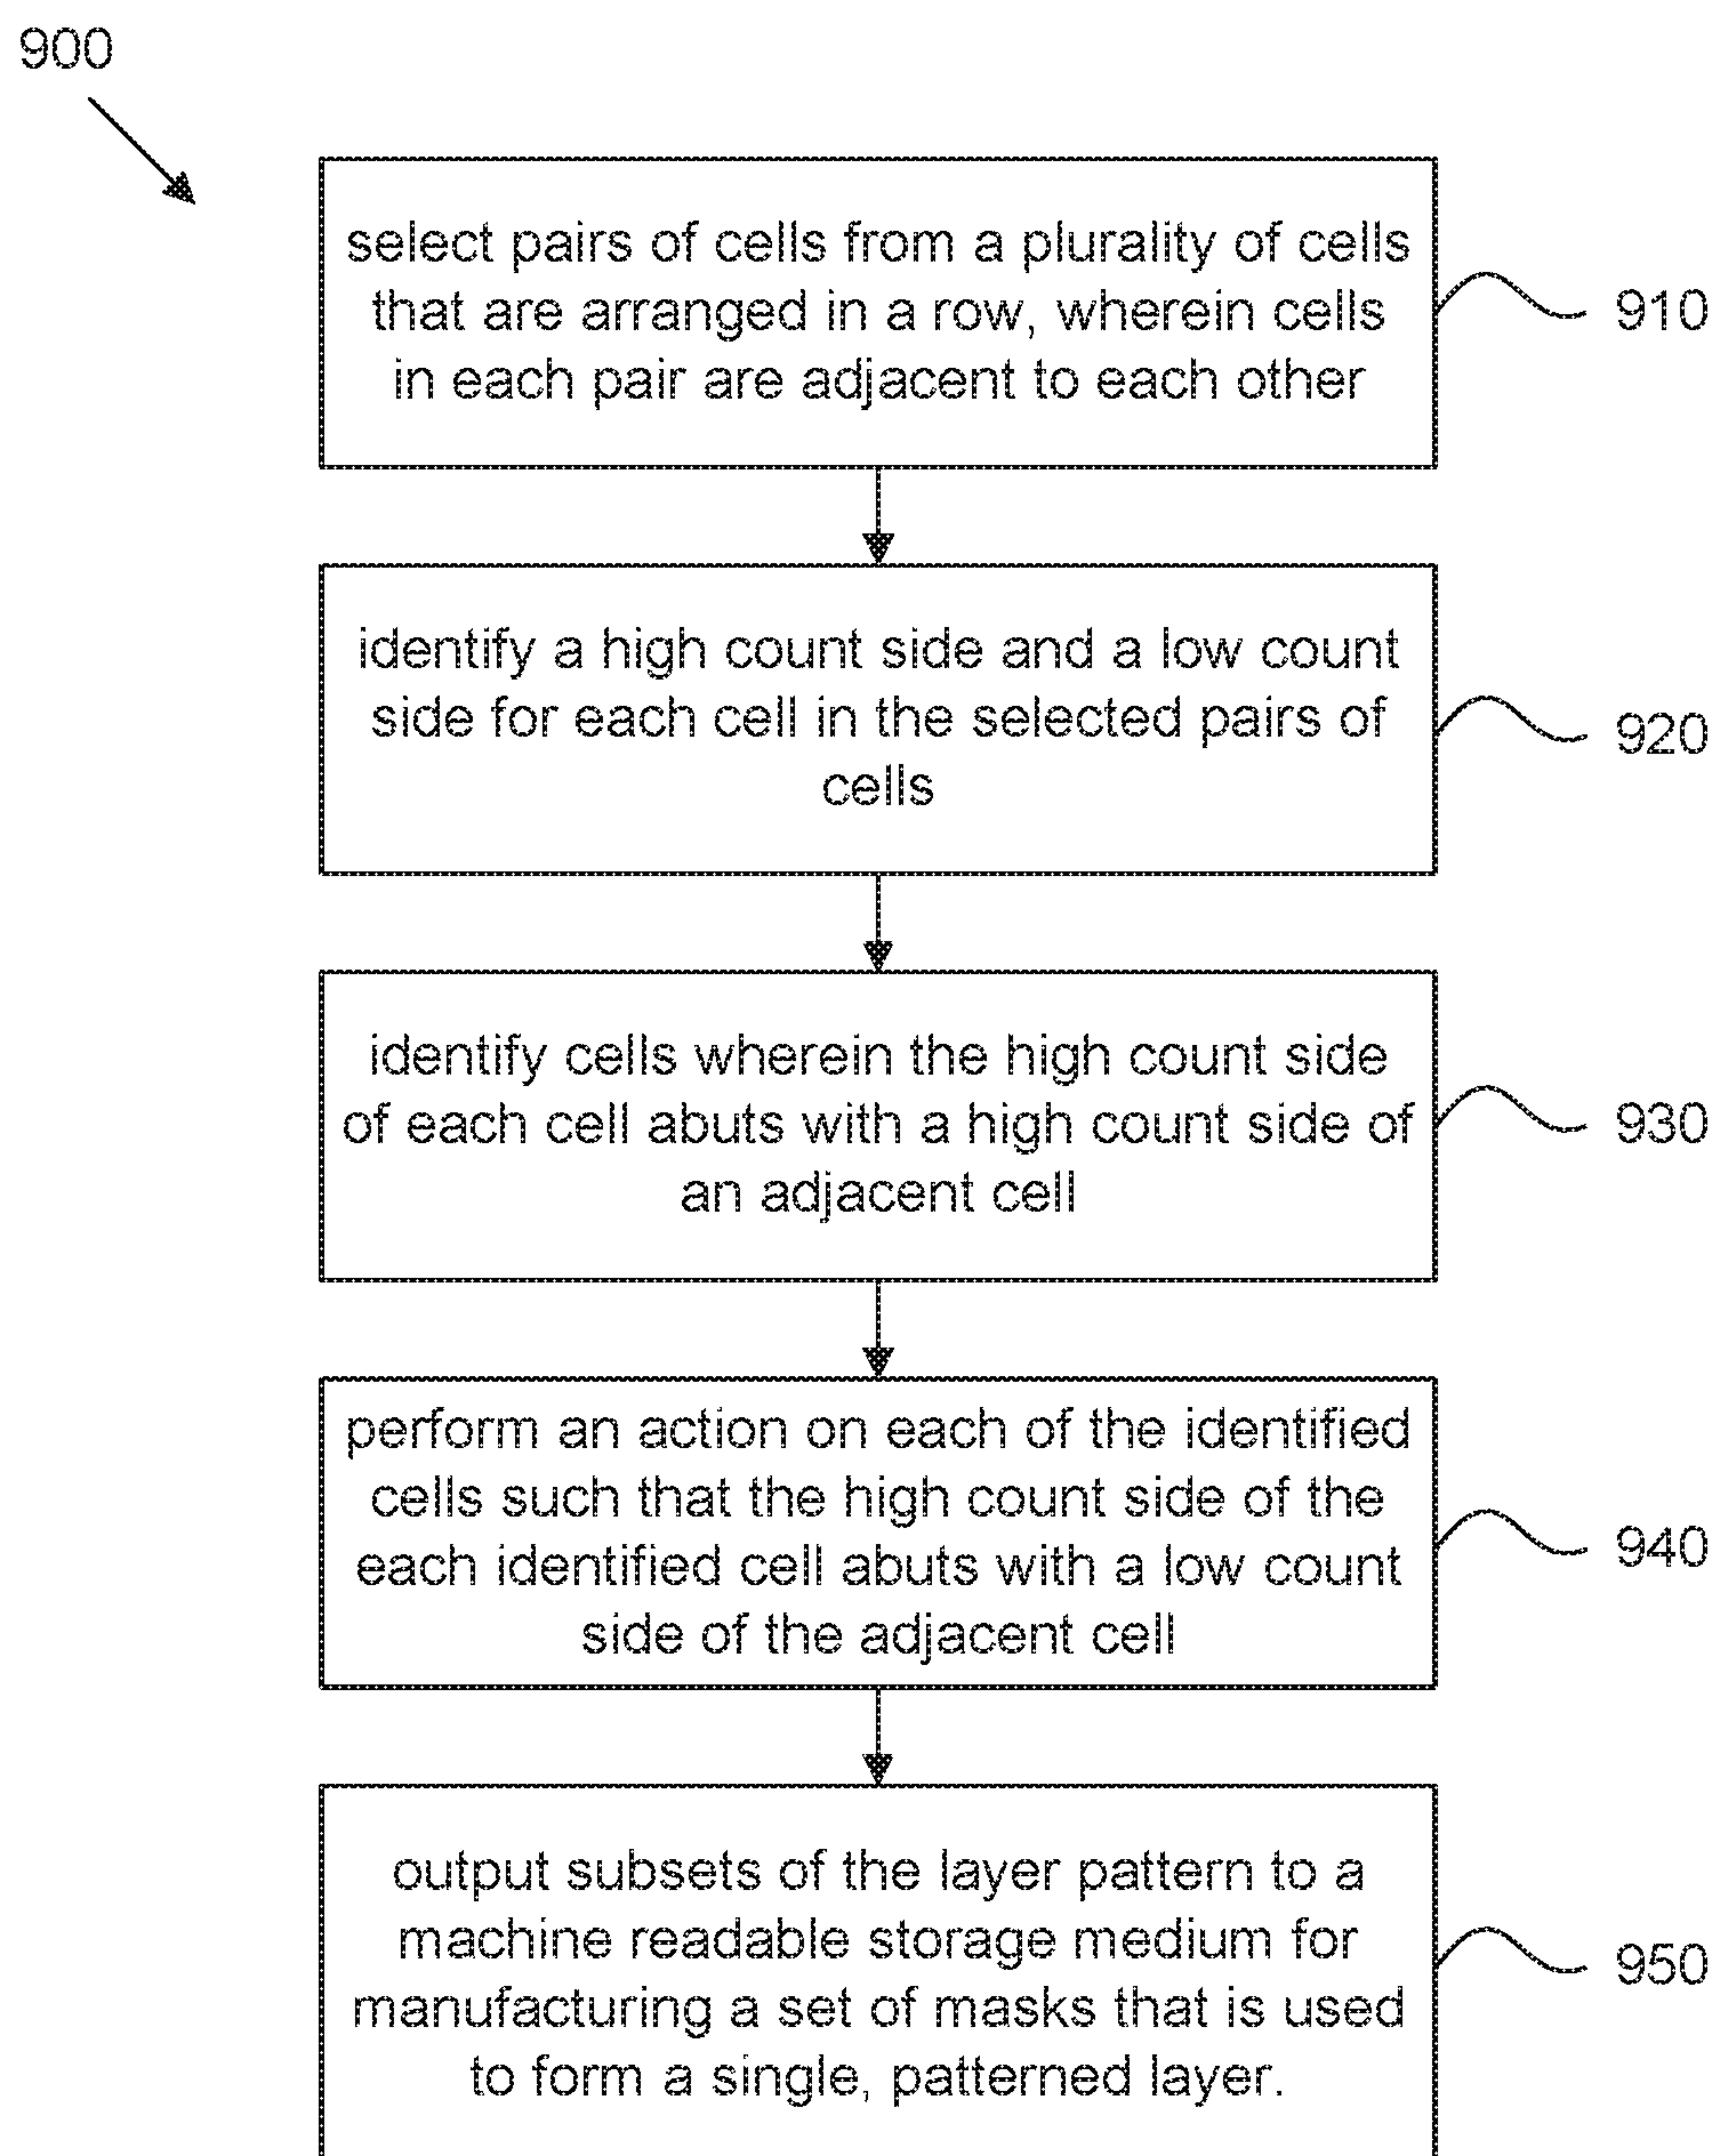 900
select pairs of cells from a plurality of cells
that are arranged in a row, wherein cells
in each pair are adjacent to each other
910
identify a high count side and a low count
side for each cell in the selected pairs of
cells
920
identify cells wherein the high count side
of each cell abuts with a high count side of
an adjacent cell
930
perform an action on each of the identified
cells such that the high count side of the
each identified cell abuts with a low count
side of the adjacent cell
940
output subsets of the layer pattern to a
machine readable storage medium for
manufacturing a set of masks that is used
to form a single, patterned layer.
950